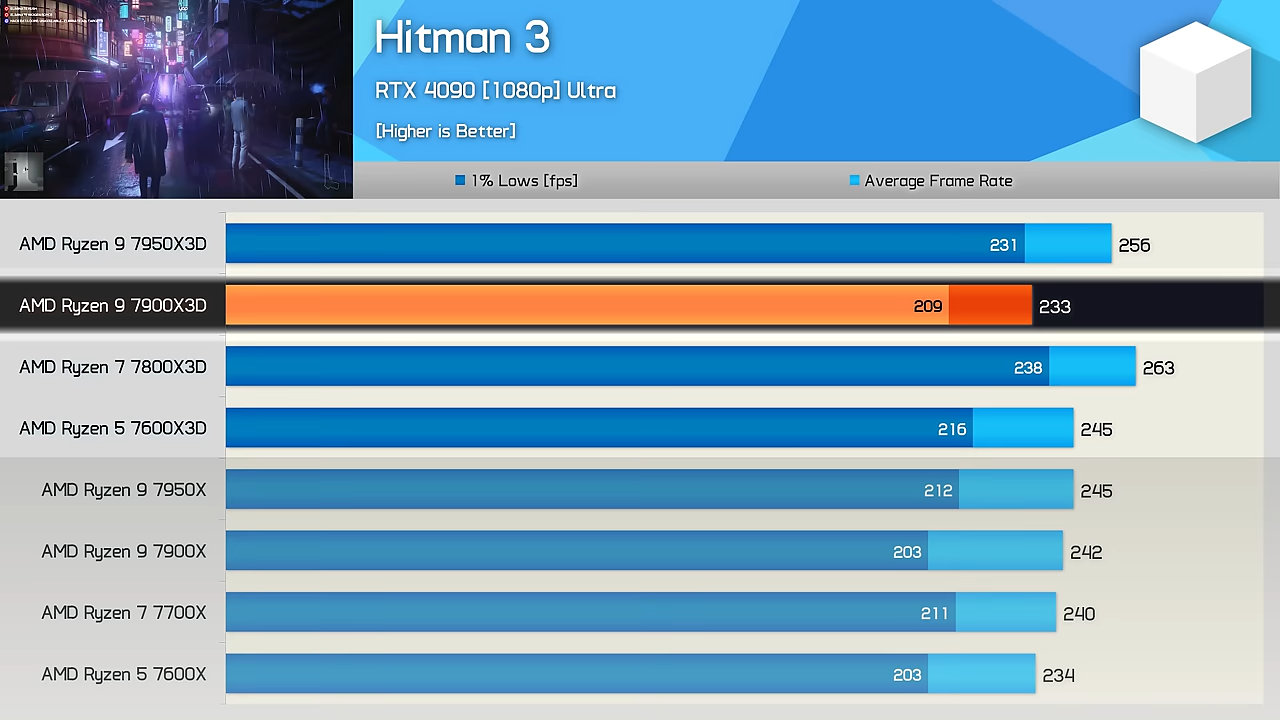 Hitman 3
RTX 4090 [1080p] Ultra
[Higher is Better]
1% Lows [fps] Average Frame Rate
AMD Ryzen 9 7950X3D 231 256
AMD Ryzen 9 7900X3D 209 233
AMD Ryzen 7 7800X3D 238 263
AMD Ryzen 5 7600X3D 216 245
AMD Ryzen 9 7950X 212 245
AMD Ryzen 9 7900X 203 242
AMD Ryzen 7 7700X 211 240
AMD Ryzen 5 7600X 203 234